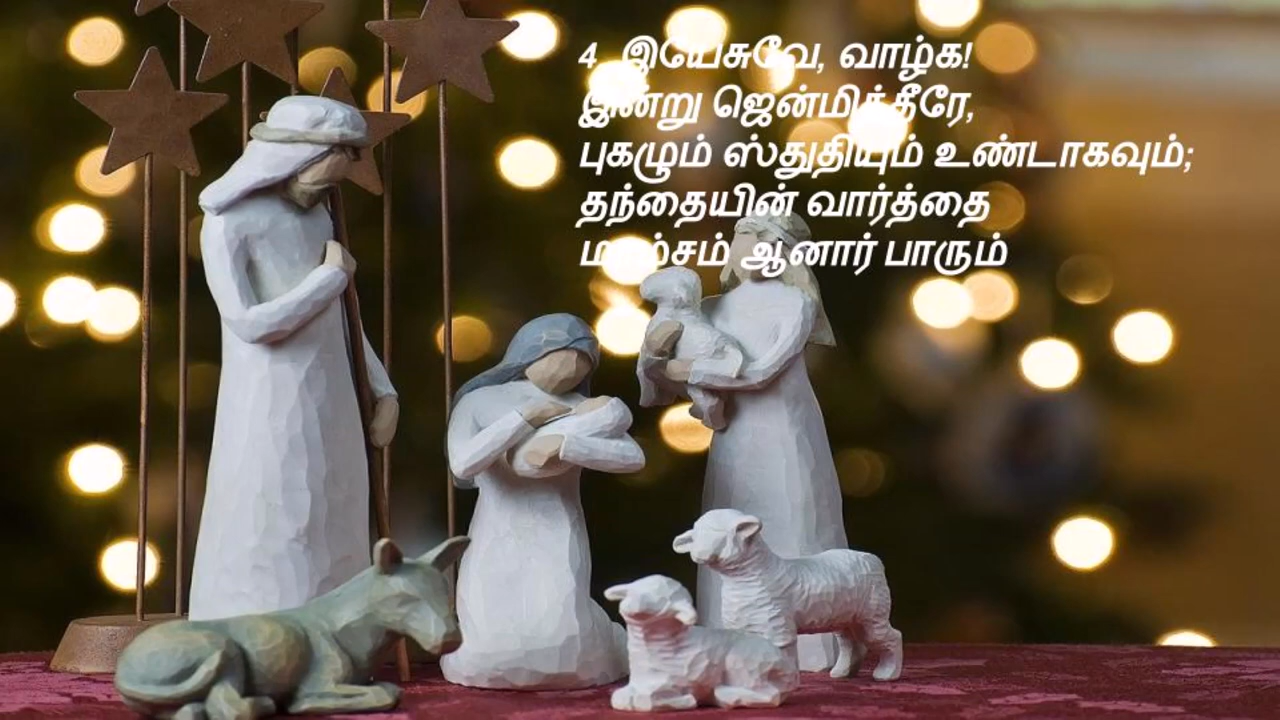 4 இயேசுவே, வாழ்க!
இன்று ஜென்மித்தீரே,
புகழும் ஸ்துதியும் உண்டாகவும்;
தந்தையின் வார்த்தை
மாம்சம் ஆனார் பாரும்